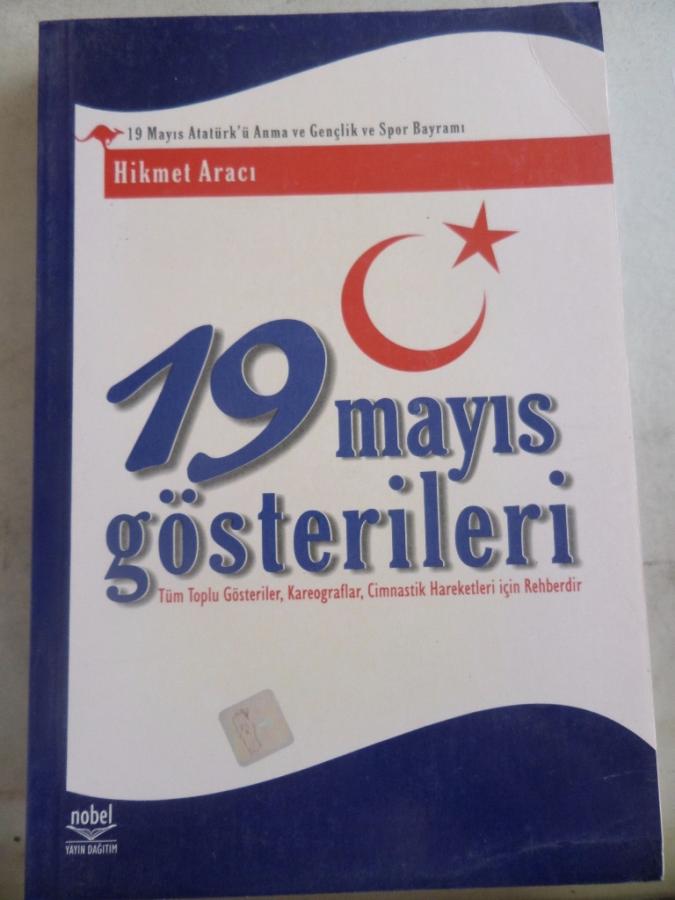 19 Mayıs Atatürk'ü Anma ve Gençlik ve Spor Bayramı
Hikmet Aracı
19 mayıs
gösterileri
Tüm Toplu Gösteriler, Kareograflar, Cimnastik Hareketleri için Rehberdir
nobel
YAYIN DAĞITIM